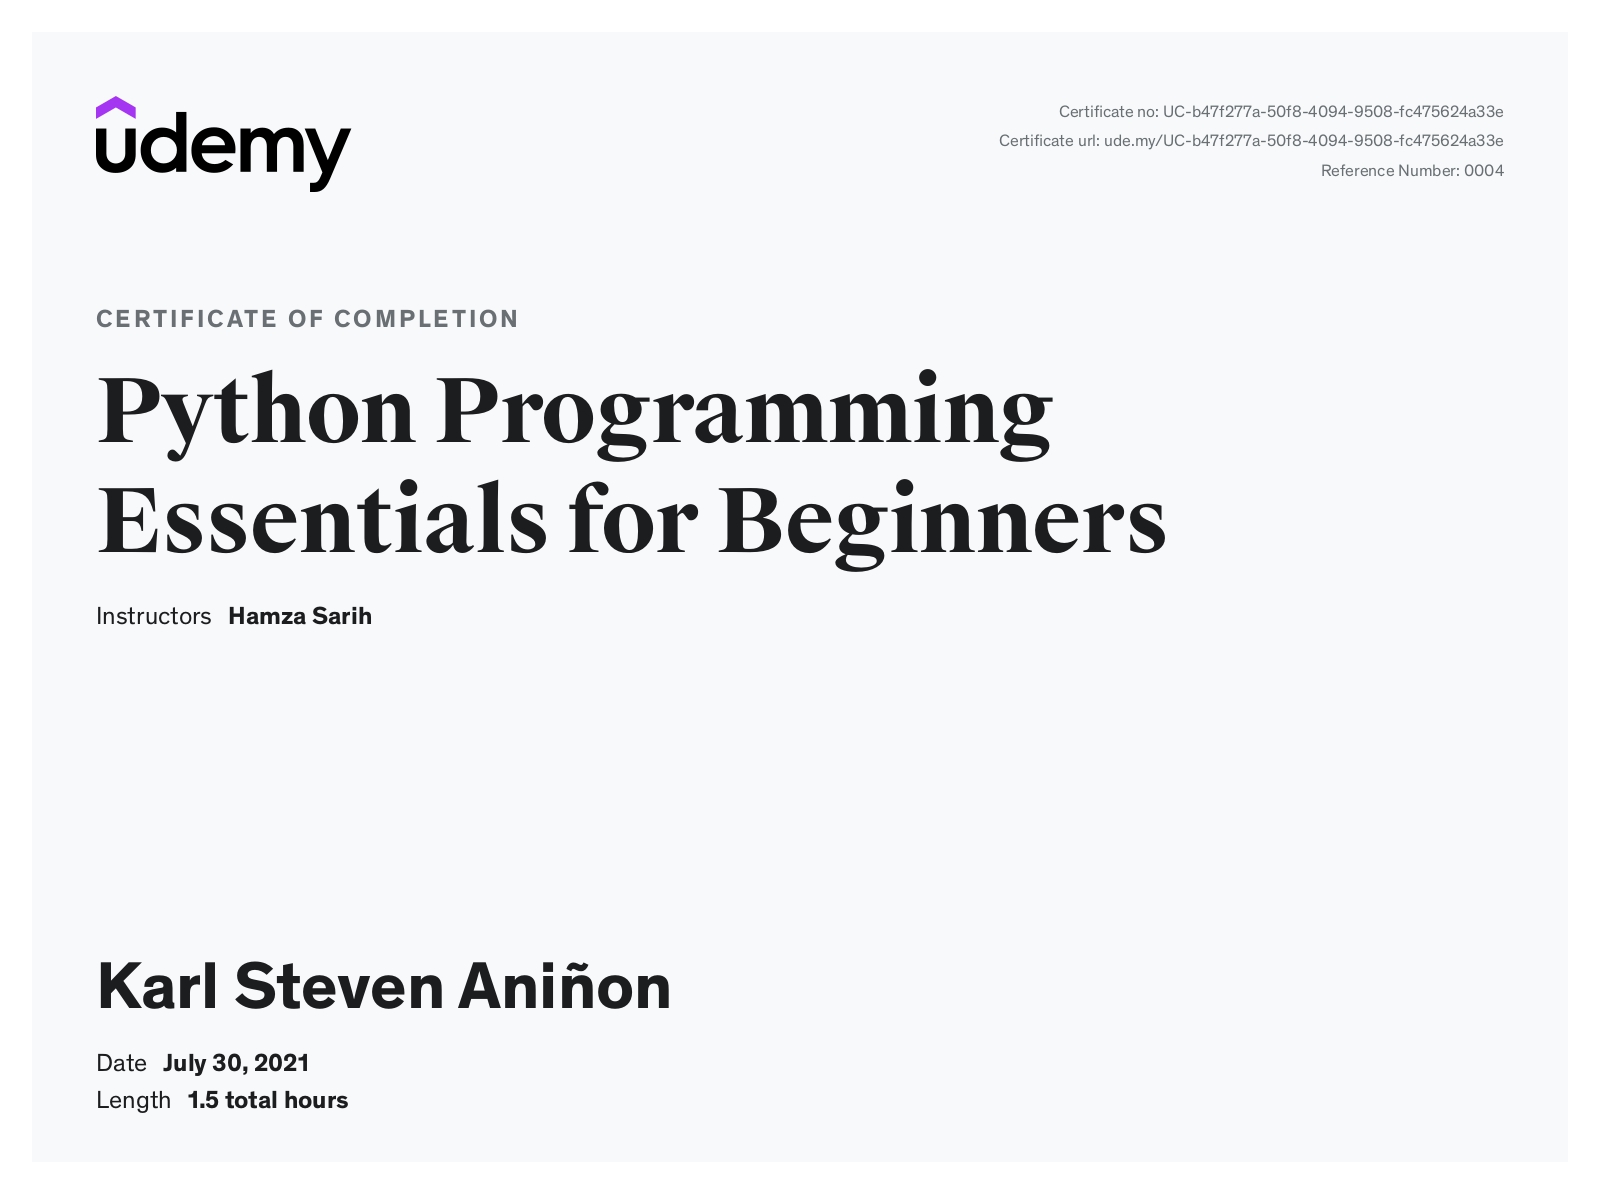 udemy
Certificate no: UC-b47f277a-50f8-4094-9508-fc475624a33e
Certificate url: ude.my/UC-b47f277a-50f8-4094-9508-fc475624a33e
Reference Number: 0004
CERTIFICATE OF COMPLETION
Python Programming
Essentials for Beginners
Instructors Hamza Sarih
Karl Steven Aniñon
Date July 30, 2021
Length 1.5 total hours